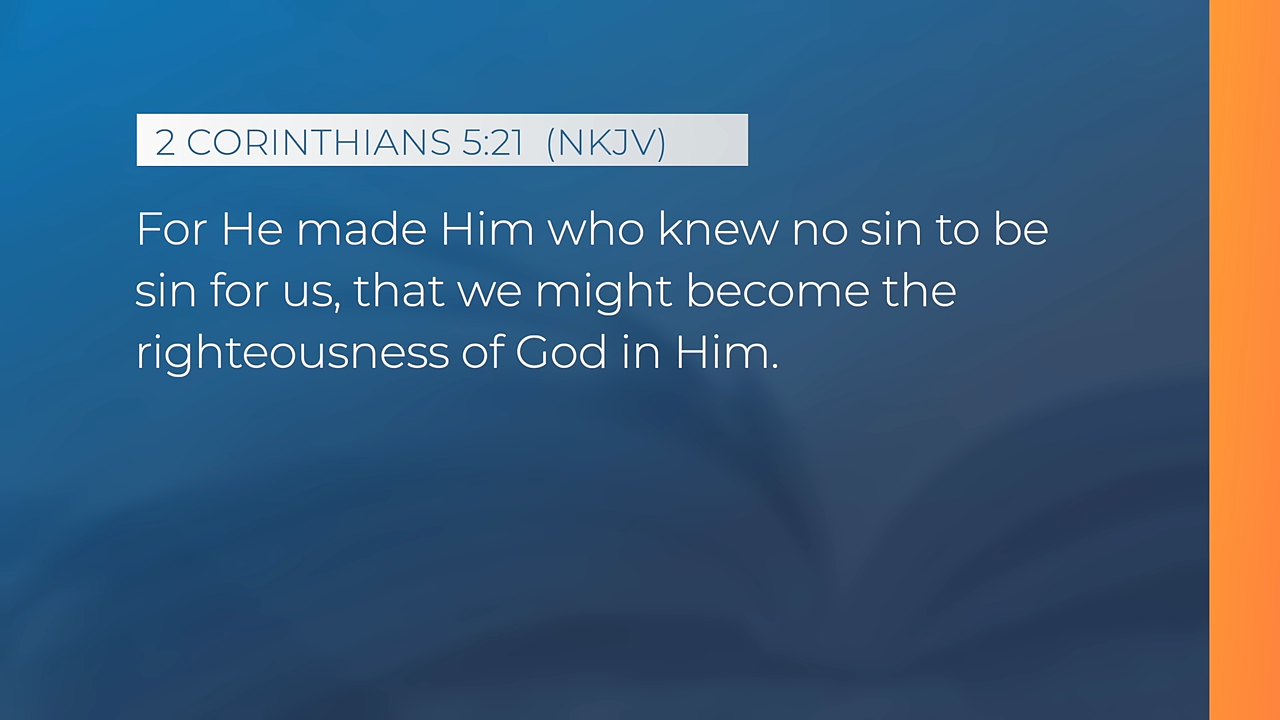 2 CORINTHIANS 5:21 (NKJV)
For He made Him who knew no sin to be
sin for us, that we might become the
righteousness of God in Him.